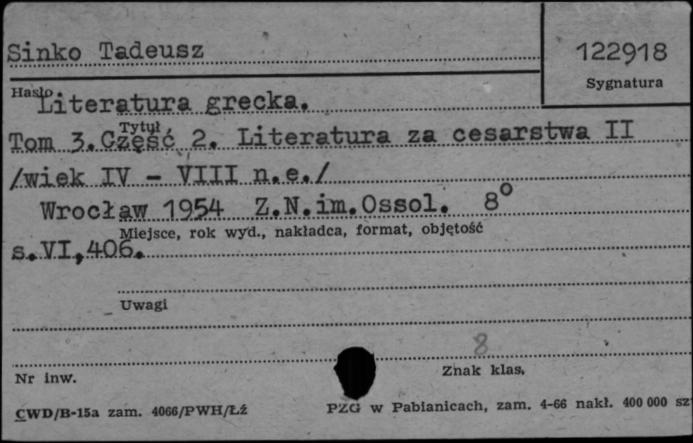 Sinko Tadeusz
122918
Sygnatura
Hasło
Literatura grecka.
Tytuł
Tom 3. Część 2. Literatura za cesarstwa II
/wiek IV - VIII n.e./
Wrocław 1954 Z.N.im.Ossol. 8°
Miejsce, rok wyd., nakładca, format, objętość
s.VI,406.
Uwagi
8
Nr inw.
Znak klas.
CWD/B-15a zam. 4066/PWH/Łź
PZG w Pabianicach, zam. 4-66 nakł. 400 000 sz